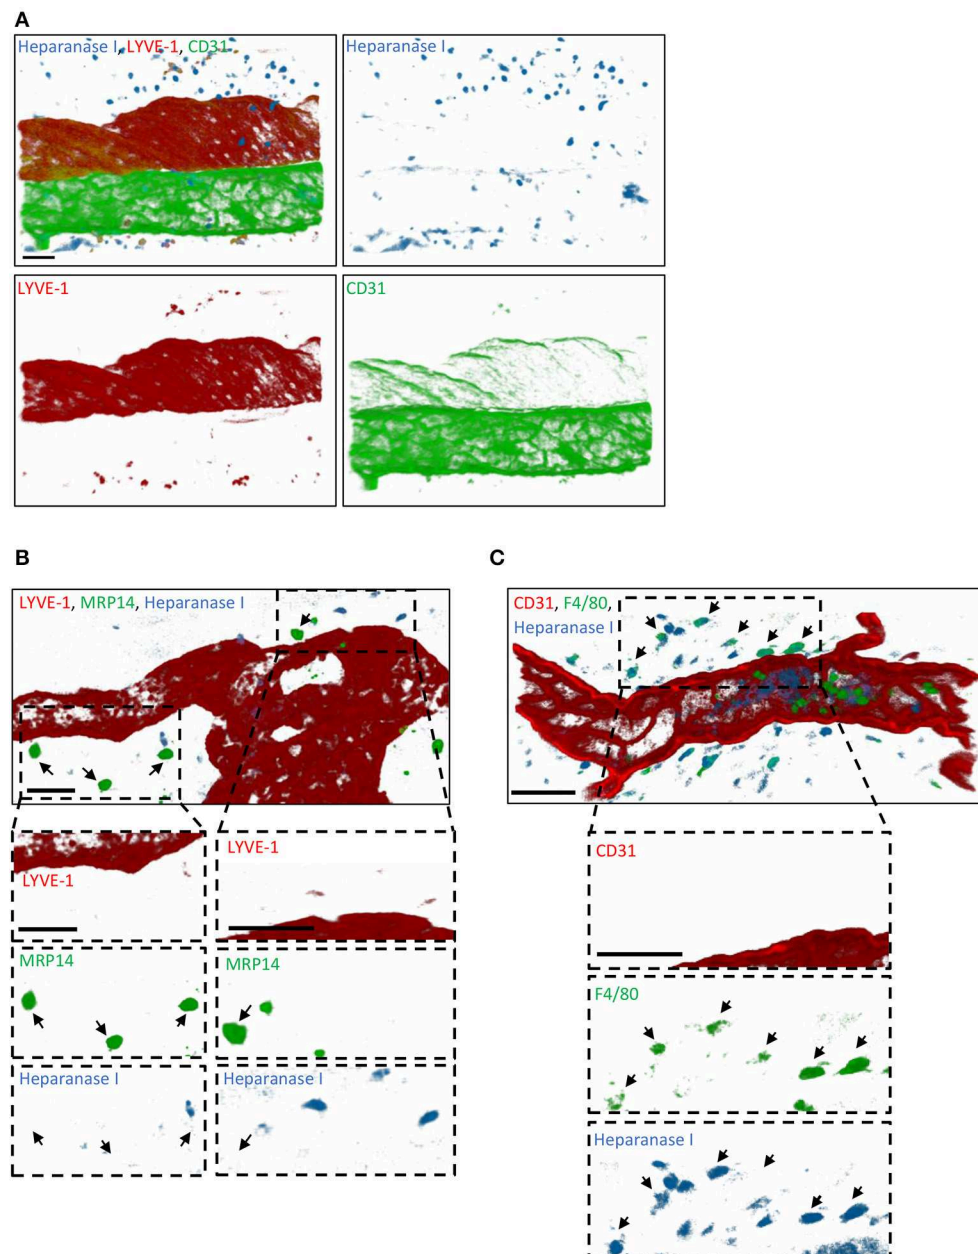 A
Heparanase I, LYVE-1, CD31
Heparanase I
LYVE-1
CD31
B
LYVE-1, MRP14, Heparanase I
LYVE-1
LYVE-1
MRP14
MRP14
Heparanase I
Heparanase I
C
CD31, F4/80,
Heparanase I
CD31
F4/80
Heparanase I